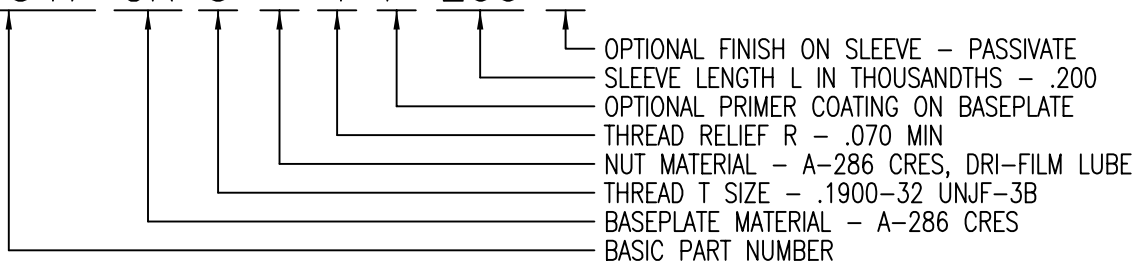 OPTIONAL FINISH ON SLEEVE – PASSIVATE
SLEEVE LENGTH L IN THOUSANDTHS – .200
OPTIONAL PRIMER COATING ON BASEPLATE
THREAD RELIEF R – .070 MIN
NUT MATERIAL – A-286 CRES, DRI-FILM LUBE
THREAD T SIZE – .1900-32 UNJF-3B
BASEPLATE MATERIAL – A-286 CRES
BASIC PART NUMBER